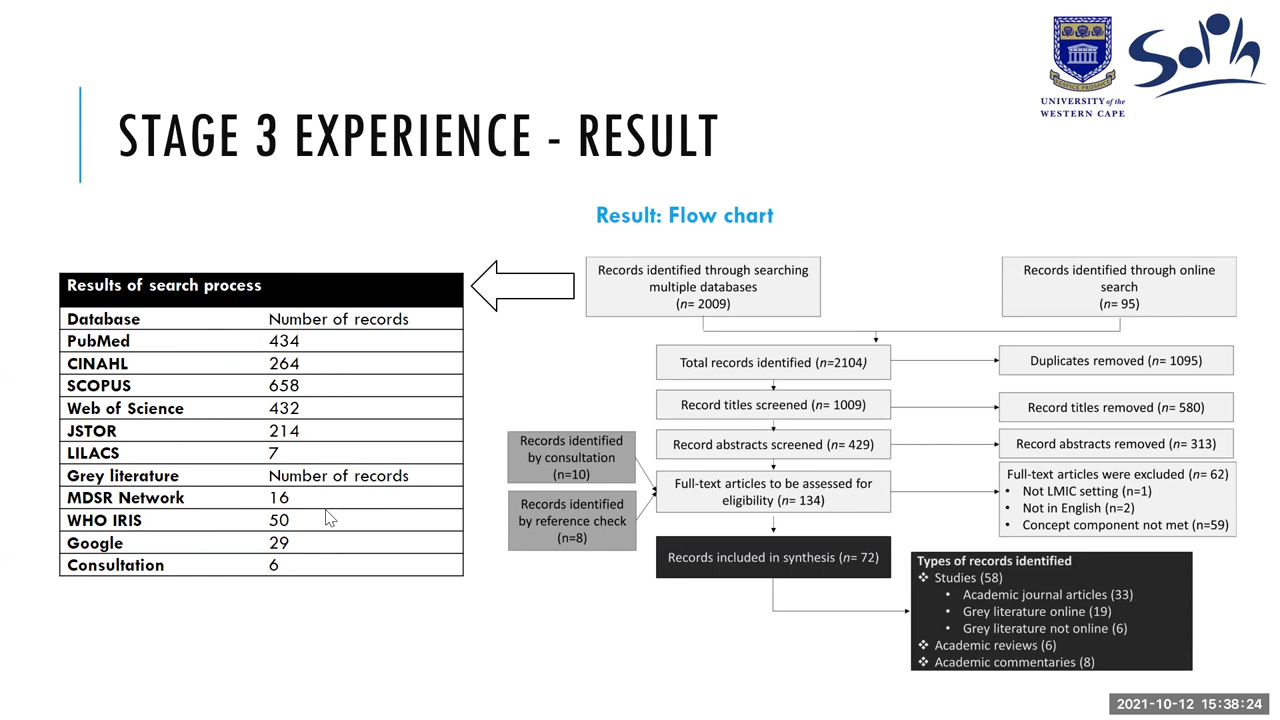 UNIVERSITY of the
WESTERN CAPE
SOPH
STAGE 3 EXPERIENCE - RESULT
Result: Flow chart
Results of search process
Database Number of records
PubMed 434
CINAHL 264
SCOPUS 658
Web of Science 432
JSTOR 214
LILACS 7
Grey literature Number of records
MDSR Network 16
WHO IRIS 50
Google 29
Consultation 6
Records identified through searching
multiple databases
(n= 2009)
Records identified through online
search
(n= 95)
Total records identified (n=2104)
Duplicates removed (n= 1095)
Record titles screened (n= 1009)
Record titles removed (n= 580)
Record abstracts screened (n= 429)
Record abstracts removed (n= 313)
Records identified
by consultation
(n=10)
Records identified
by reference check
(n=8)
Full-text articles to be assessed for
eligibility (n= 134)
Full-text articles were excluded (n= 62)
• Not LMIC setting (n=1)
• Not in English (n=2)
• Concept component not met (n=59)
Records included in synthesis (n= 72)
Types of records identified
❖ Studies (58)
• Academic journal articles (33)
• Grey literature online (19)
• Grey literature not online (6)
❖ Academic reviews (6)
❖ Academic commentaries (8)
2021-10-12 15:38:24